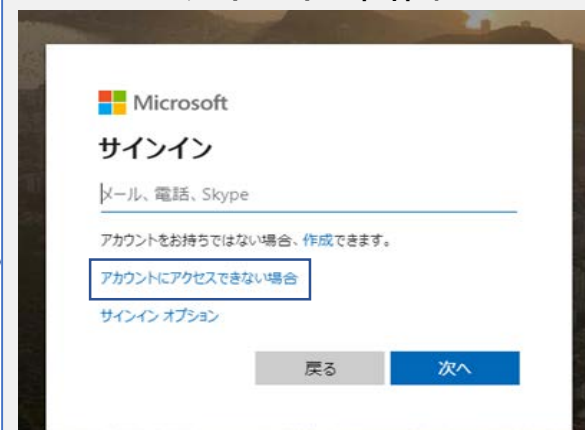 Microsoft
サインイン
メール、電話、Skype
アカウントをお持ちではない場合、作成できます。
アカウントにアクセスできない場合
サインイン オプション
戻る
次へ